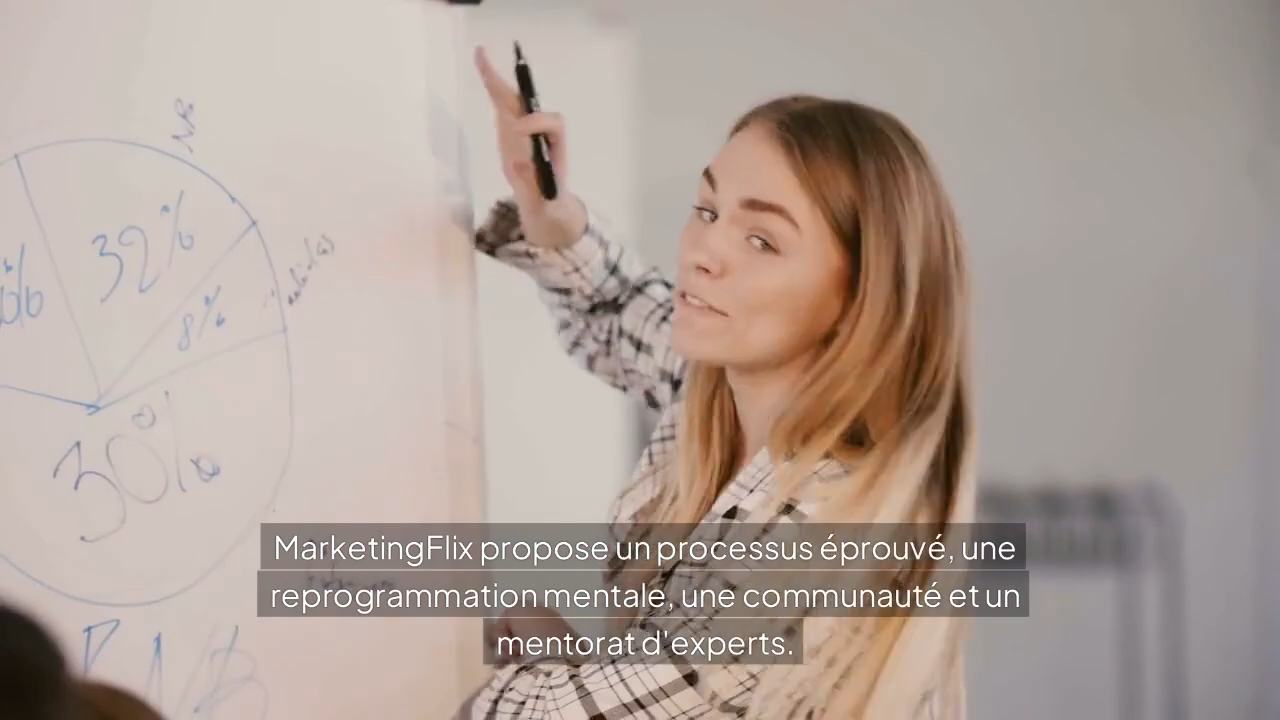 32%
8%
30%
MarketingFlix propose un processus éprouvé, une
reprogrammation mentale, une communauté et un
mentorat d'experts.